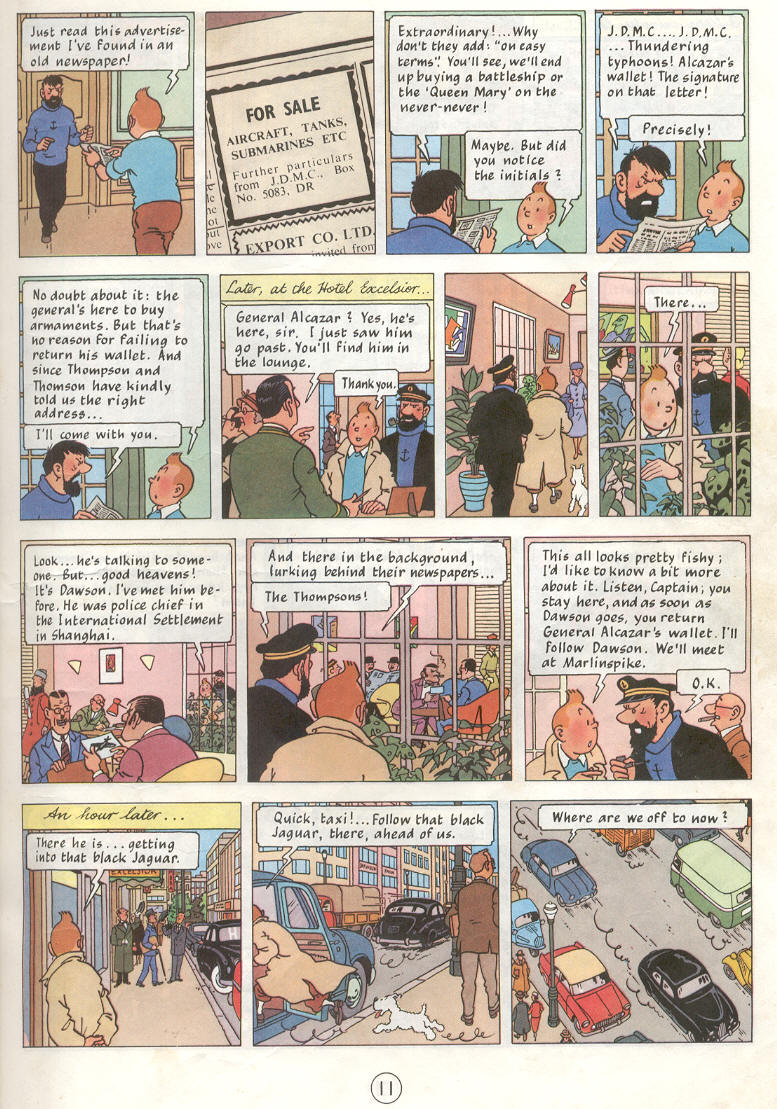 Just read this advertise-
ment I've found in an
old newspaper!
FOR SALE
AIRCRAFT, TANKS,
SUBMARINES ETC
Further particulars
from J.D.M.C., Box
No. 5083, DR
EXPORT CO. LTD.
invited from
Extraordinary!...Why
don't they add: "on easy
terms". You'll see, we'll end
up buying a battleship or
the 'Queen Mary' on the
never-never!
Maybe. But did
you notice
the initials?
J.D.M.C.... J.D.M.C.
...Thundering
typhoons! Alcazar's
wallet! The signature
on that letter!
Precisely!
No doubt about it: the
general's here to buy
armaments. But that's
no reason for failing to
return his wallet. And
since Thompson and
Thomson have kindly
told us the right
address...
I'll come with you.
Later, at the Hotel Excelsior...
General Alcazar? Yes, he's
here, sir. I just saw him
go past. You'll find him in
the lounge.
Thank you.
There...
Look...he's talking to some-
one. But...good heavens!
It's Dawson. I've met him be-
fore. He was police chief in
the International Settlement
in Shanghai.
And there in the background,
lurking behind their newspapers...
The Thompsons!
This all looks pretty fishy;
I'd like to know a bit more
about it. Listen, Captain; you
stay here, and as soon as
Dawson goes, you return
General Alcazar's wallet. I'll
follow Dawson. We'll meet
at Marlinspike.
O.K.
An hour later...
There he is...getting
into that black Jaguar.
EXCELSIOR
H
Quick, taxi!...Follow that black
Jaguar, there, ahead of us.
Where are we off to now?
11